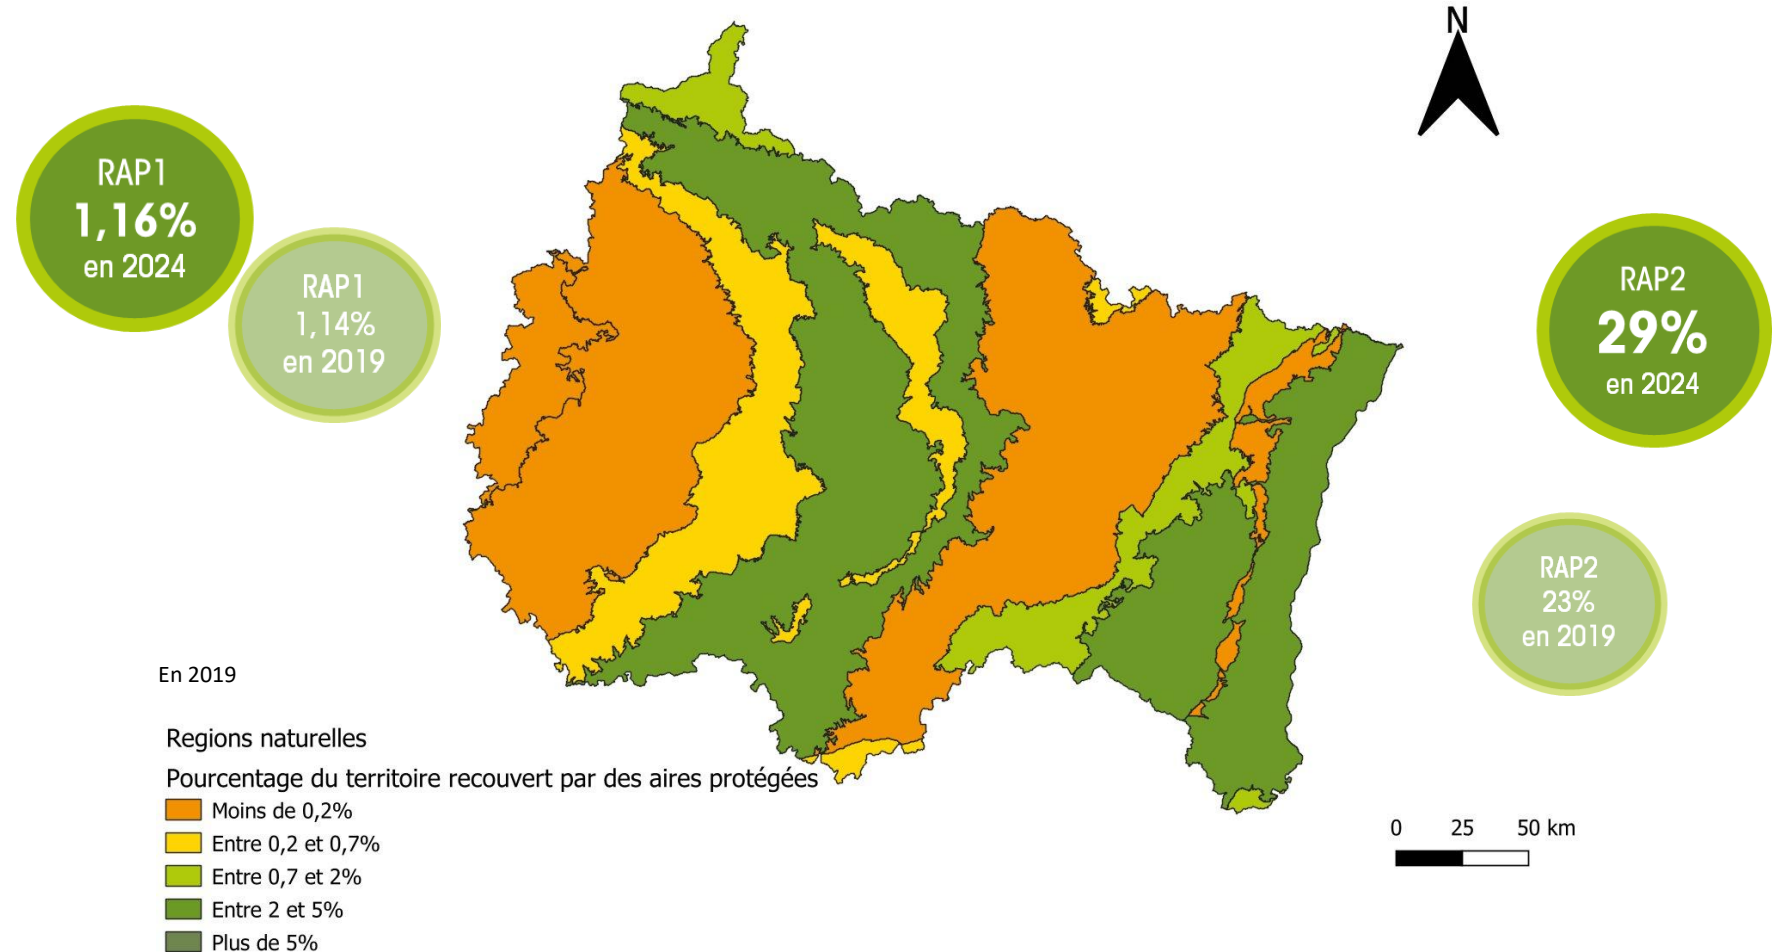 N
RAP1
1,16%
en 2024
RAP1
1,14%
en 2019
RAP2
29%
en 2024
RAP2
23%
en 2019
En 2019
Regions naturelles
Pourcentage du territoire recouvert par des aires protégées
Moins de 0,2%
Entre 0,2 et 0,7%
Entre 0,7 et 2%
Entre 2 et 5%
Plus de 5%
0 25 50 km